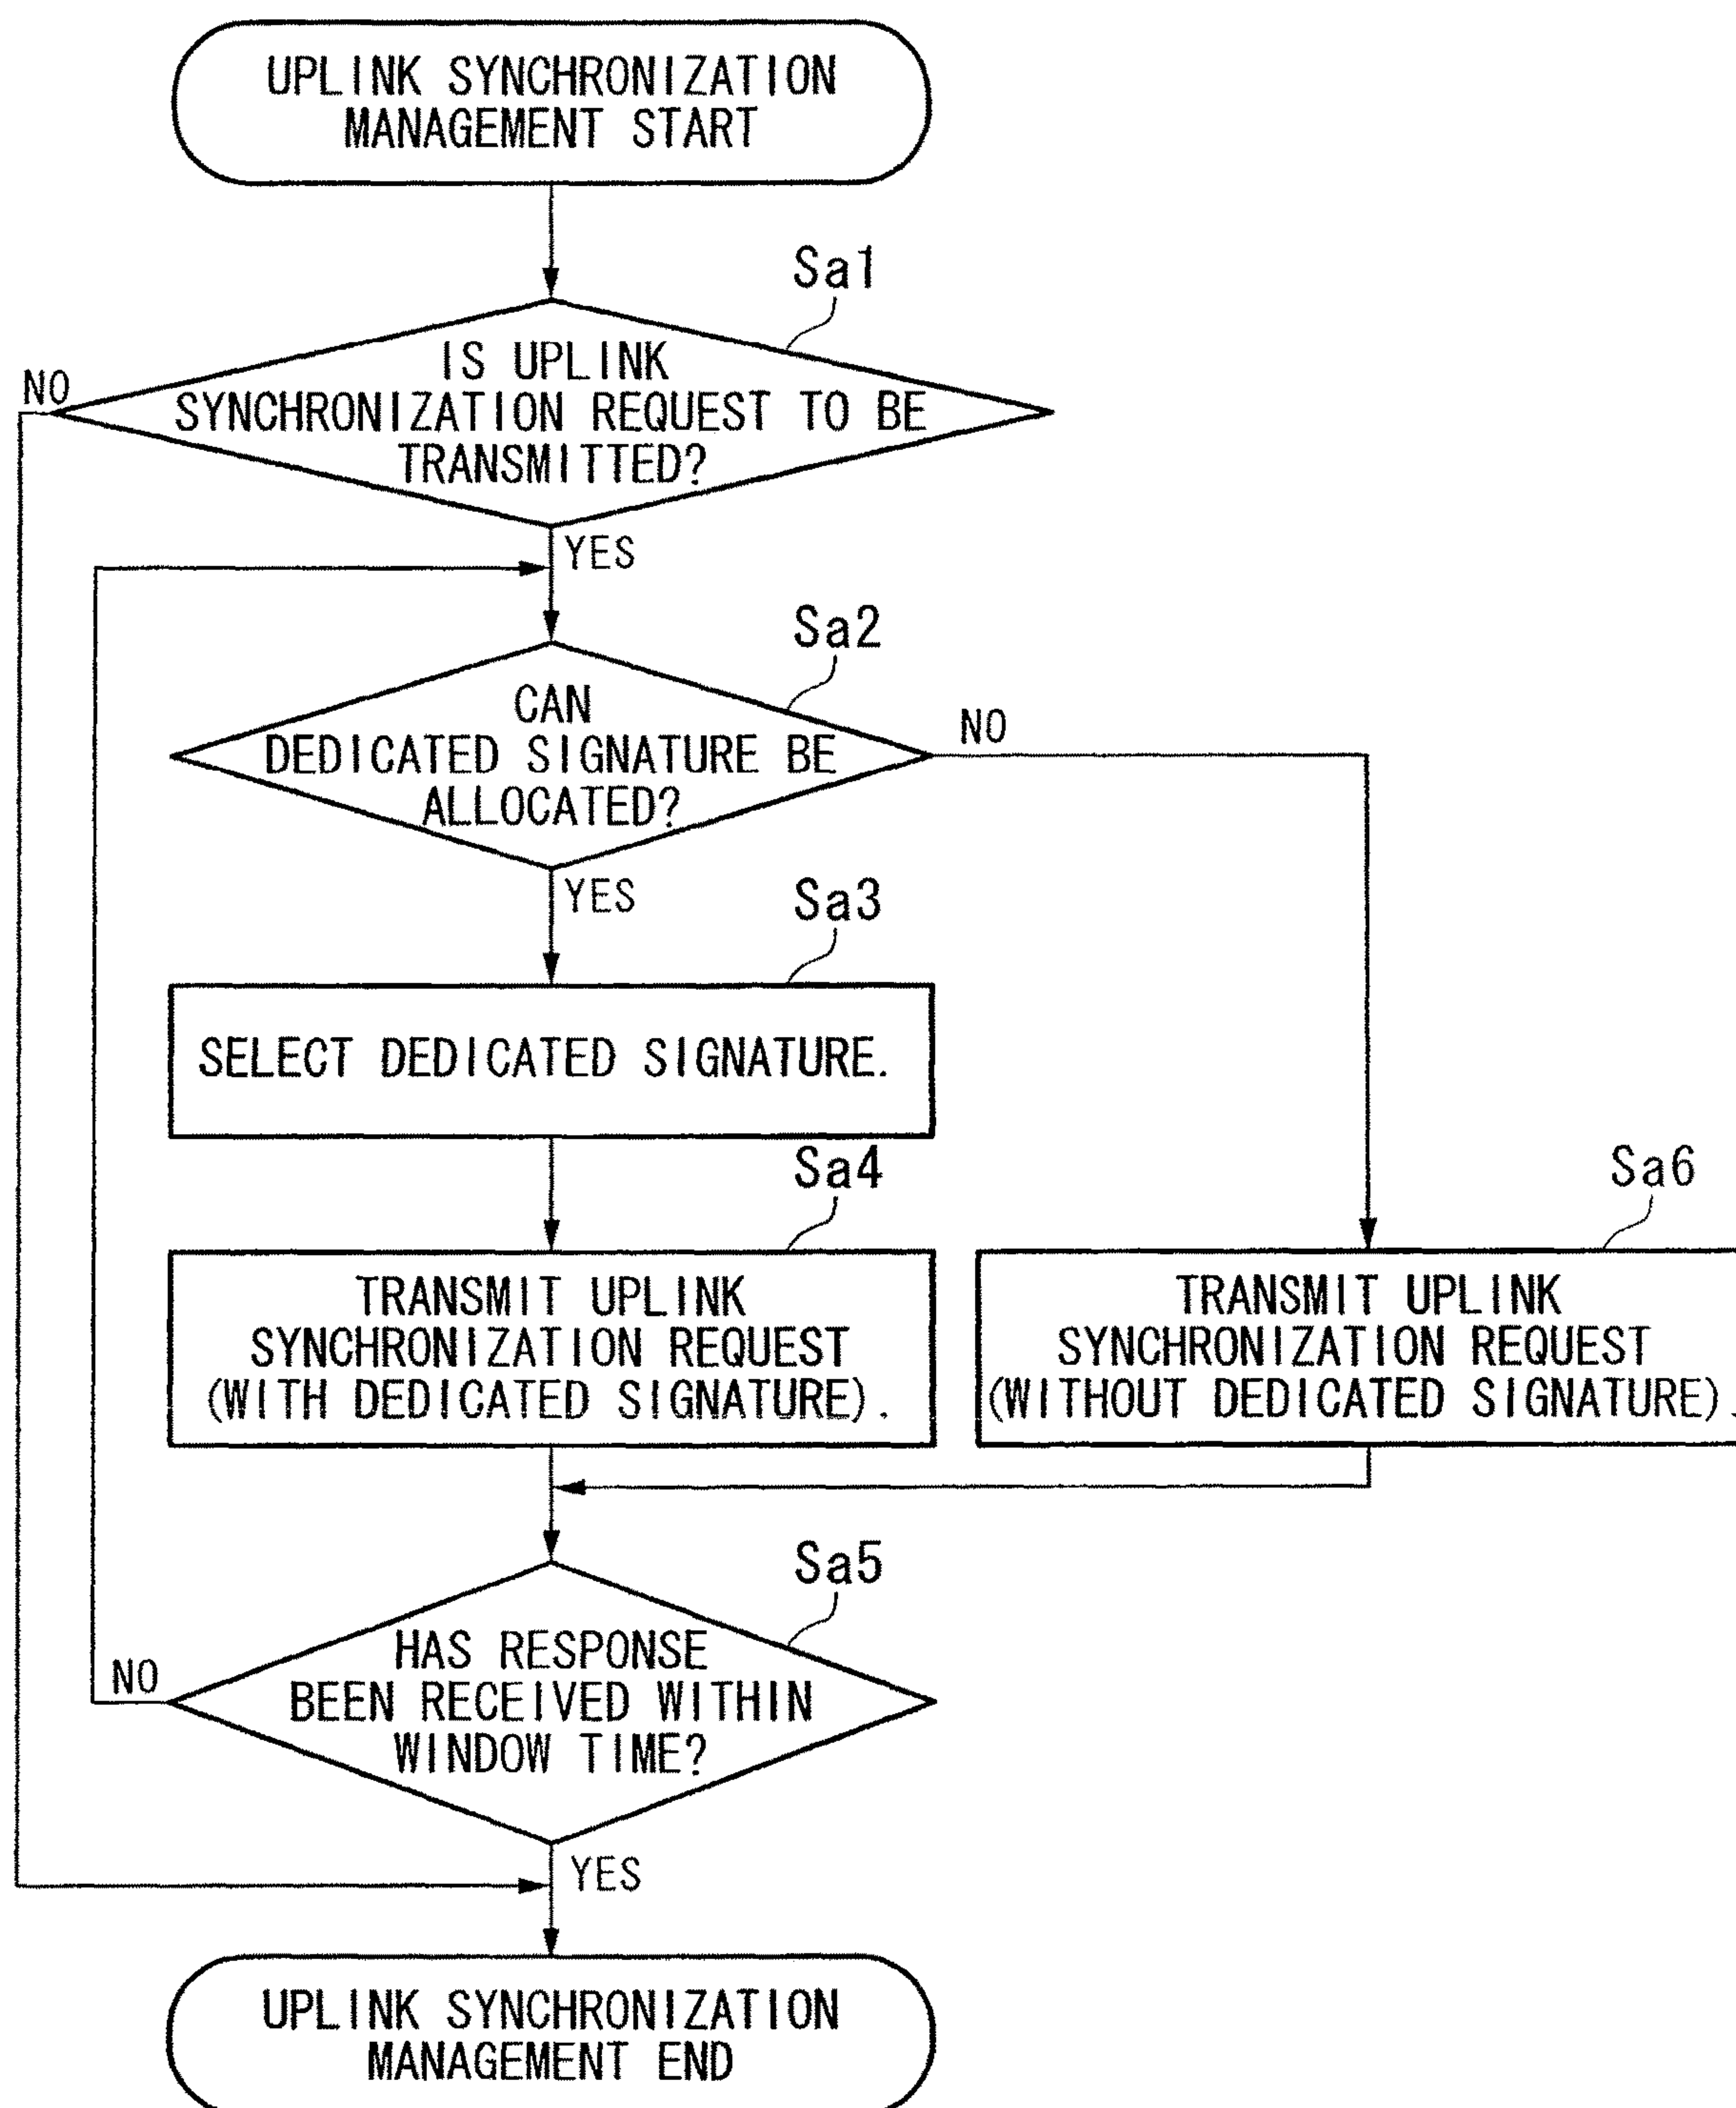 UPLINK SYNCHRONIZATION
MANAGEMENT START
Sa1
IS UPLINK
SYNCHRONIZATION REQUEST TO BE
TRANSMITTED?
NO
YES
Sa2
CAN
DEDICATED SIGNATURE BE
ALLOCATED?
NO
YES
Sa3
SELECT DEDICATED SIGNATURE.
Sa4
TRANSMIT UPLINK
SYNCHRONIZATION REQUEST
(WITH DEDICATED SIGNATURE).
Sa6
TRANSMIT UPLINK
SYNCHRONIZATION REQUEST
(WITHOUT DEDICATED SIGNATURE).
Sa5
HAS RESPONSE
BEEN RECEIVED WITHIN
WINDOW TIME?
NO
YES
UPLINK SYNCHRONIZATION
MANAGEMENT END